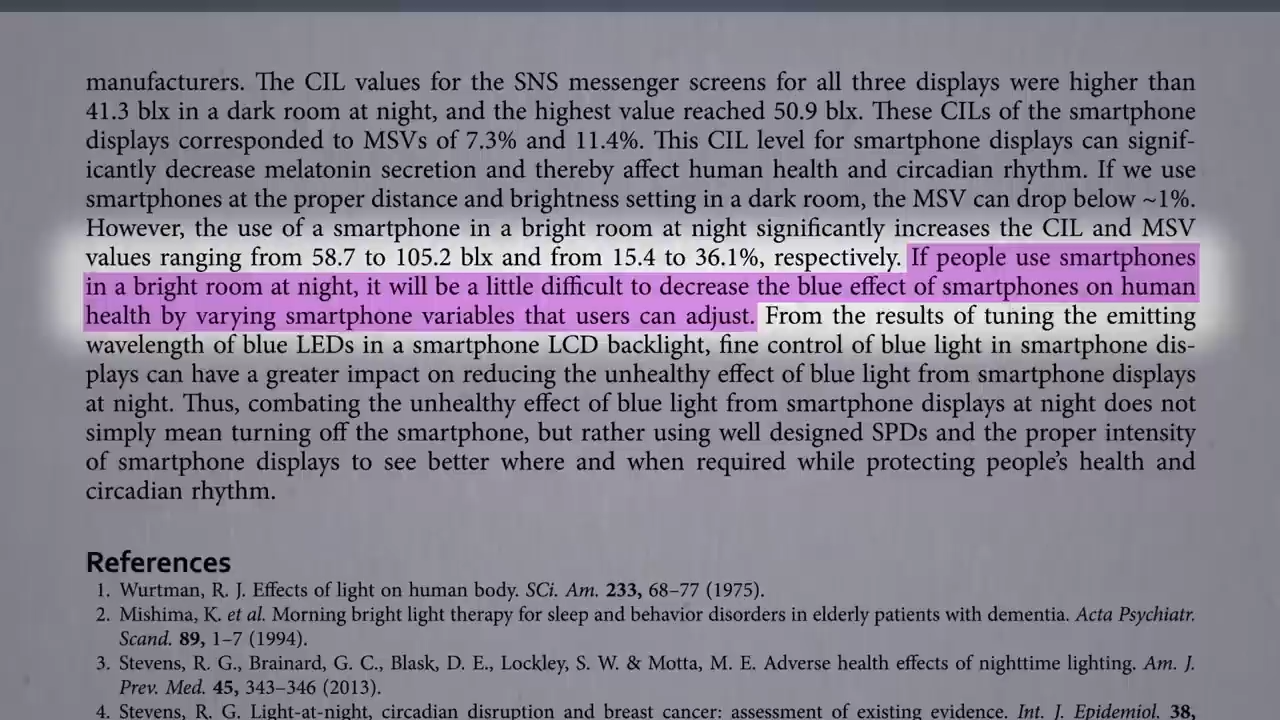 manufacturers. The CIL values for the SNS messenger screens for all three displays were higher than
41.3 blx in a dark room at night, and the highest value reached 50.9 blx. These CILs of the smartphone
displays corresponded to MSVs of 7.3% and 11.4%. This CIL level for smartphone displays can signif-
icantly decrease melatonin secretion and thereby affect human health and circadian rhythm. If we use
smartphones at the proper distance and brightness setting in a dark room, the MSV can drop below ~1%.
However, the use of a smartphone in a bright room at night significantly increases the CIL and MSV
values ranging from 58.7 to 105.2 blx and from 15.4 to 36.1%, respectively. If people use smartphones
in a bright room at night, it will be a little difficult to decrease the blue effect of smartphones on human
health by varying smartphone variables that users can adjust. From the results of tuning the emitting
wavelength of blue LEDs in a smartphone LCD backlight, fine control of blue light in smartphone dis-
plays can have a greater impact on reducing the unhealthy effect of blue light from smartphone displays
at night. Thus, combating the unhealthy effect of blue light from smartphone displays at night does not
simply mean turning off the smartphone, but rather using well designed SPDs and the proper intensity
of smartphone displays to see better where and when required while protecting people's health and
circadian rhythm.
References
1. Wurtman, R. J. Effects of light on human body. SCi. Am. 233, 68–77 (1975).
2. Mishima, K. et al. Morning bright light therapy for sleep and behavior disorders in elderly patients with dementia. Acta Psychiatr.
Scand. 89, 1–7 (1994).
3. Stevens, R. G., Brainard, G. C., Blask, D. E., Lockley, S. W. & Motta, M. E. Adverse health effects of nighttime lighting. Am. J.
Prev. Med. 45, 343–346 (2013).
4. Stevens, R. G. Light-at-night, circadian disruption and breast cancer: assessment of existing evidence. Int. J. Epidemiol. 38,